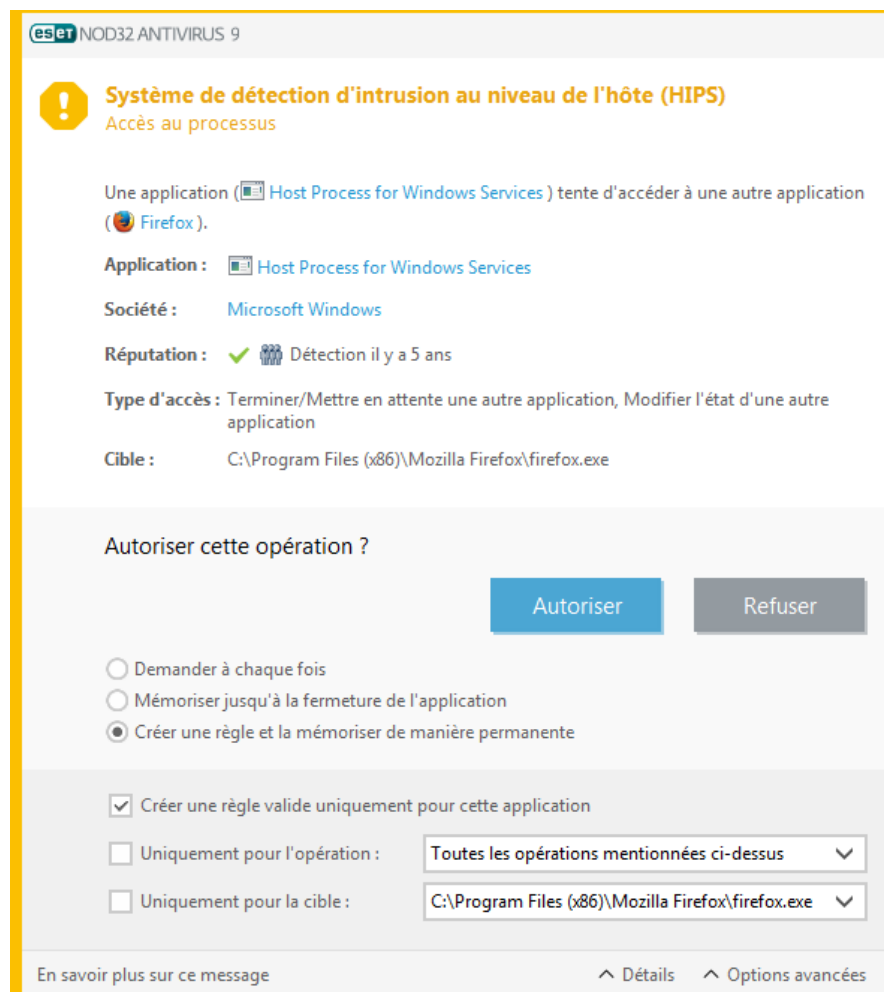 eset NOD32 ANTIVIRUS 9
Système de détection d'intrusion au niveau de l'hôte (HIPS)
Accès au processus
Une application ( Host Process for Windows Services ) tente d'accéder à une autre application
( Firefox ).
Application : Host Process for Windows Services
Société : Microsoft Windows
Réputation : Détection il y a 5 ans
Type d'accès : Terminer/Mettre en attente une autre application, Modifier l'état d'une autre
application
Cible : C:\Program Files (x86)\Mozilla Firefox\firefox.exe
Autoriser cette opération ?
Autoriser Refuser
Demander à chaque fois
Mémoriser jusqu'à la fermeture de l'application
Créer une règle et la mémoriser de manière permanente
Créer une règle valide uniquement pour cette application
Uniquement pour l'opération : Toutes les opérations mentionnées ci-dessus
Uniquement pour la cible : C:\Program Files (x86)\Mozilla Firefox\firefox.exe
En savoir plus sur ce message Détails Options avancées